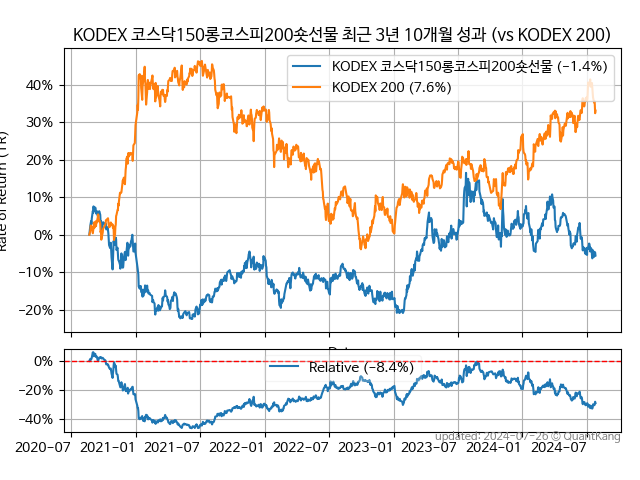 KODEX 코스닥150롱코스피200숏선물 최근 3년 10개월 성과 (vs KODEX 200)
KODEX 코스닥150롱코스피200숏선물 (−1.4%)
KODEX 200 (7.6%)
40%
30%
20%
10%
0%
−10%
−20%
Rate of Return (TR)
Relative (−8.4%)
0%
−20%
−40%
updated: 2024-07-26 © QuantKang
2020-07 2021-01 2021-07 2022-01 2022-07 2023-01 2023-07 2024-01 2024-07